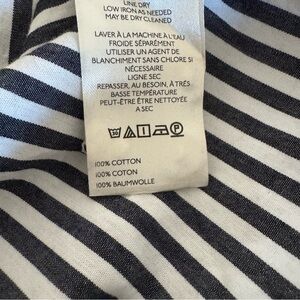 LINE DRY
LOW IRON AS NEEDED
MAY BE DRY CLEANED
LAVER À LA MACHINE À L'EAU
FROIDE SÉPARÉMENT
UTILISER UN AGENT DE
BLANCHIMENT SANS CHLORE SI
NÉCESSAIRE
LIGNE SEC
REPASSER, AU BESOIN, À TRÈS
BASSE TEMPÉRATURE
PEUT-ÊTRE ÊTRE NETTOYÉE
A SEC
100% COTTON
100% COTON
100% BAUMWOLLE